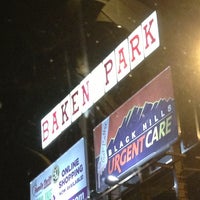 BAKEN PARK
BLACK HILLS
URGENT CARE
ONLINE
SHOPPING